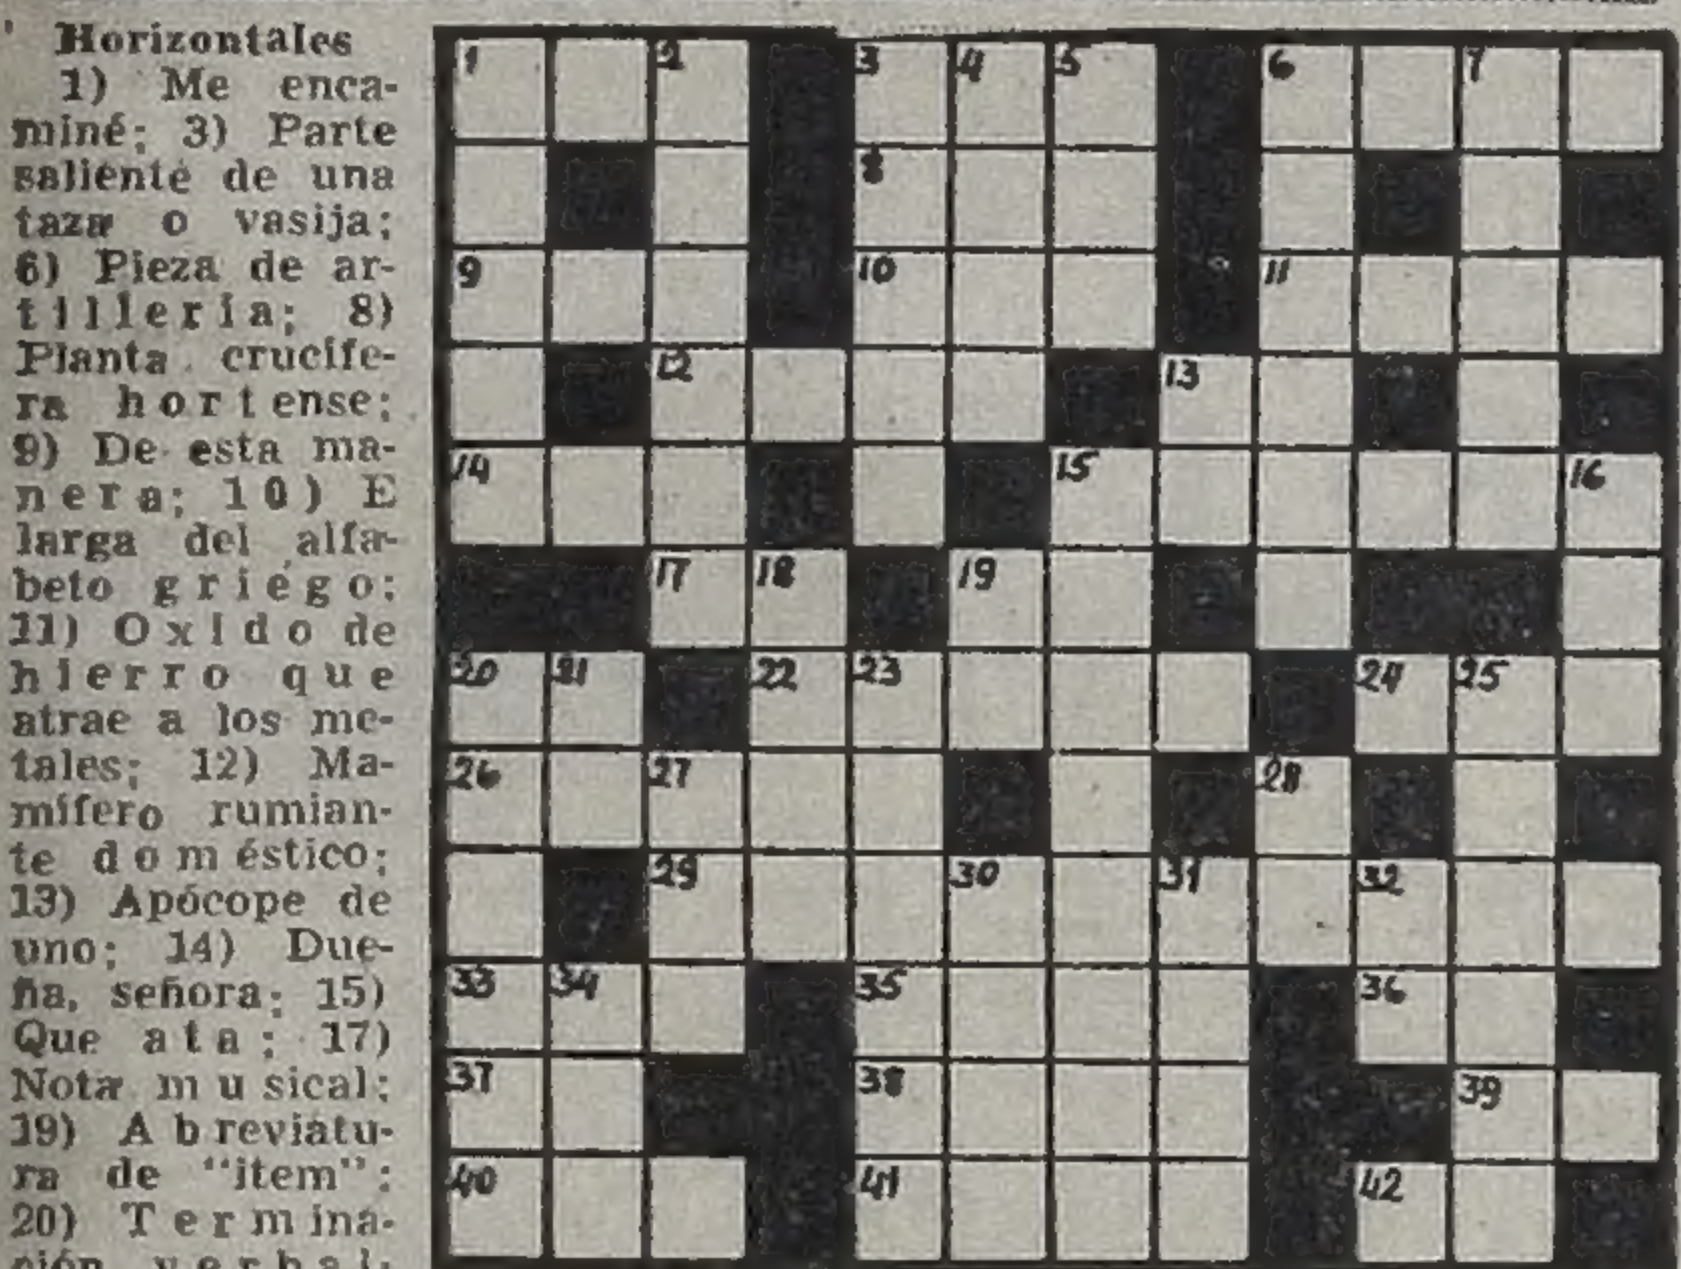 Horizontales
1) Me enca-
miné; 3) Parte
saliente de una
taza o vasija;
6) Pieza de ar-
tillería; 8)
Planta crucífe-
ra hortense;
9) De esta ma-
nera; 10) E
larga del alfa-
beto griégo;
11) Oxido de
hierro que
atrae a los me-
tales; 12) Ma-
mífero rumian-
te doméstico;
13) Apócope de
uno; 14) Due-
ña, señora; 15)
Que ata; 17)
Nota musical;
19) Abreviatu-
ra de "item";
20) Termina-
ción verbal;
1 2 3 4 5 6 7
8
9 10 11
12 13
14 15 16
17 18 19
20 21 22 23 24 25
26 27 28
29 30 31 32
33 34 35 36
37 38 39
40 41 42